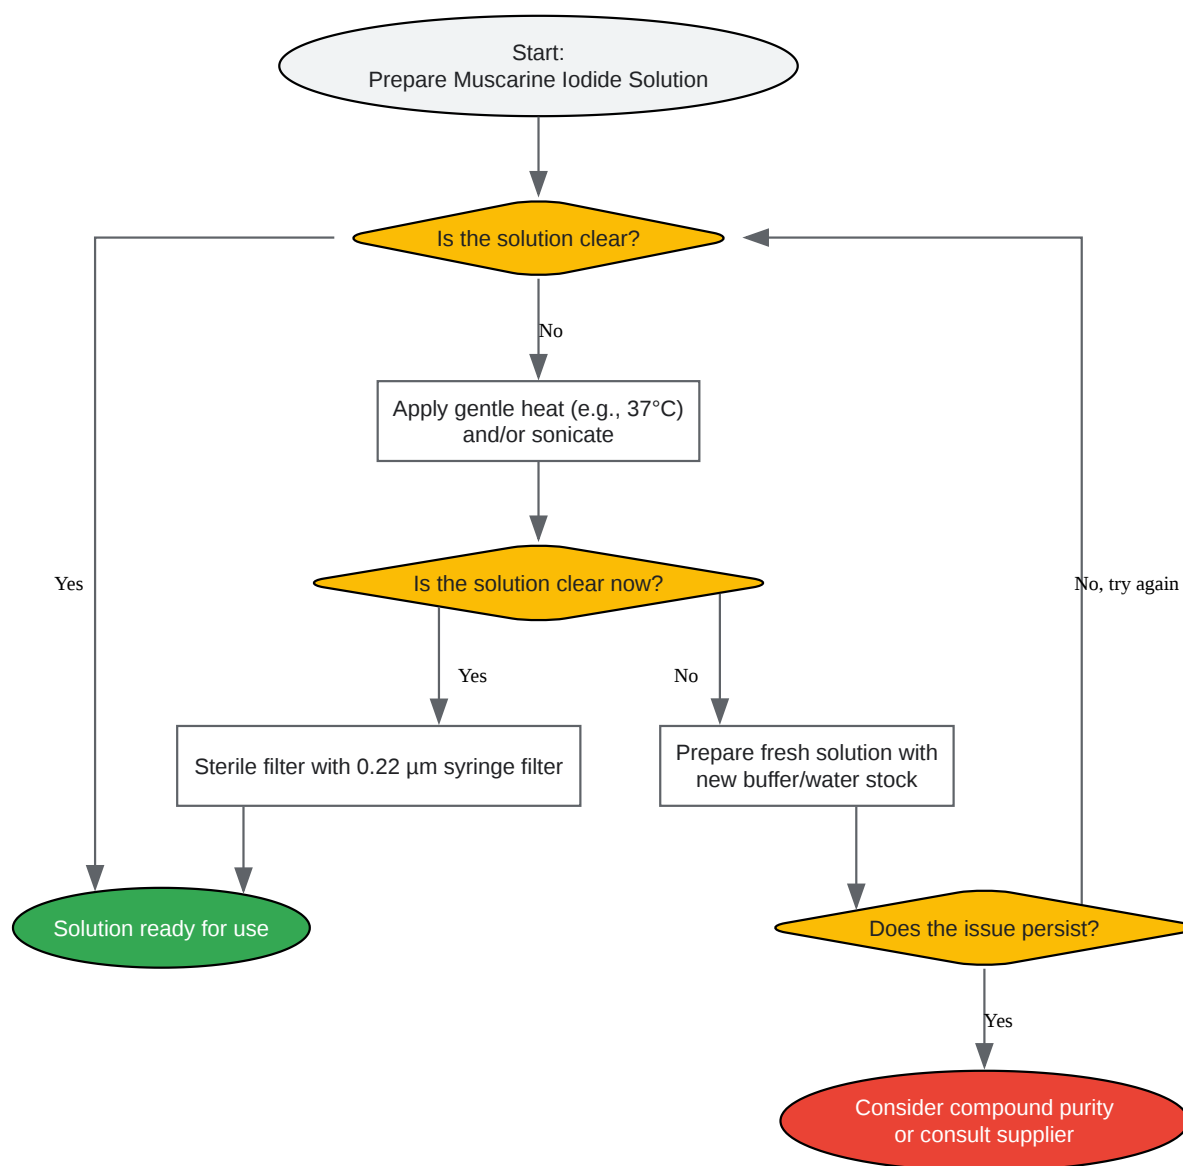 Start:
Prepare Muscarine Iodide Solution
Is the solution clear?
No
Apply gentle heat (e.g., 37°C)
and/or sonicate
Is the solution clear now?
Yes
No, try again
Yes
No
Sterile filter with 0.22 µm syringe filter
Prepare fresh solution with
new buffer/water stock
Solution ready for use
Does the issue persist?
Yes
Consider compound purity
or consult supplier